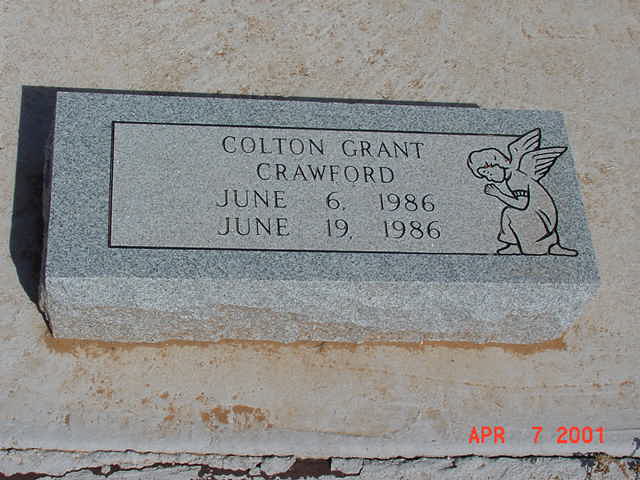 COLTON GRANT
CRAWFORD
JUNE 6, 1986
JUNE 19, 1986
APR 7 2001